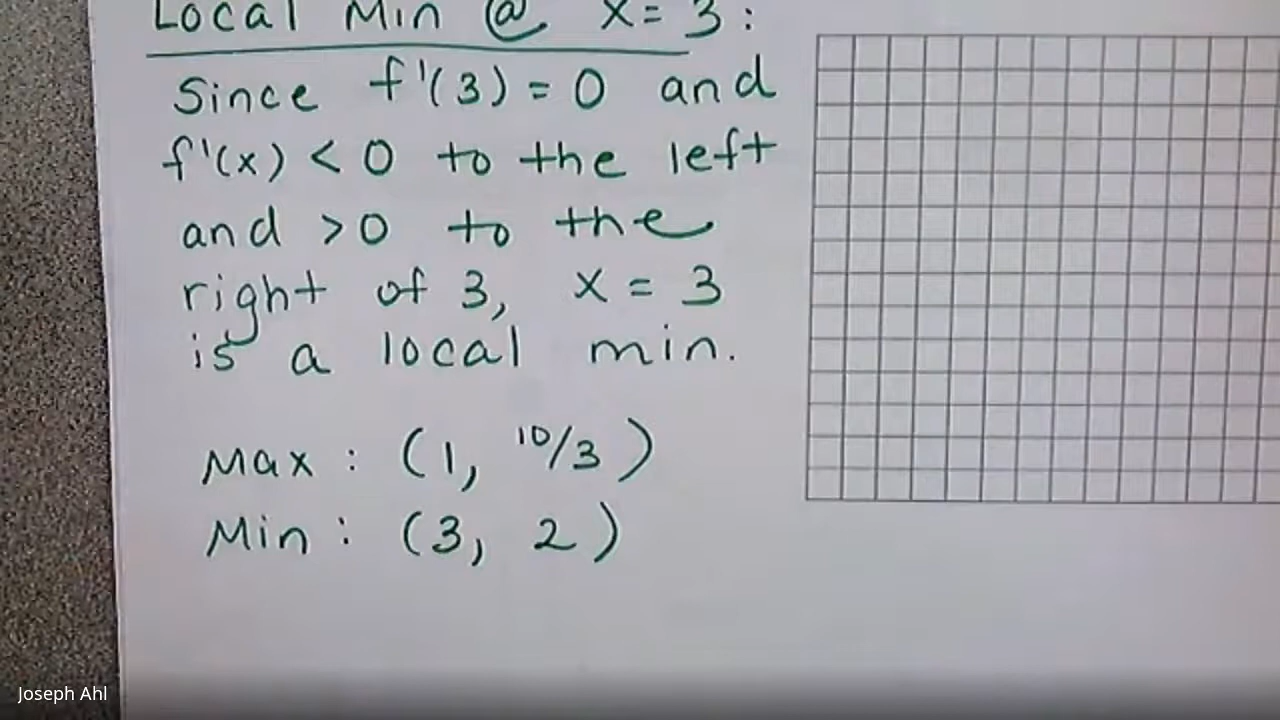 Local Min @ x = 3:
Since f'(3) = 0 and
f'(x) < 0 to the left
and > 0 to the
right of 3, x = 3
is a local min.
Max : (1, 10/3)
Min : (3, 2)
Joseph Ahl